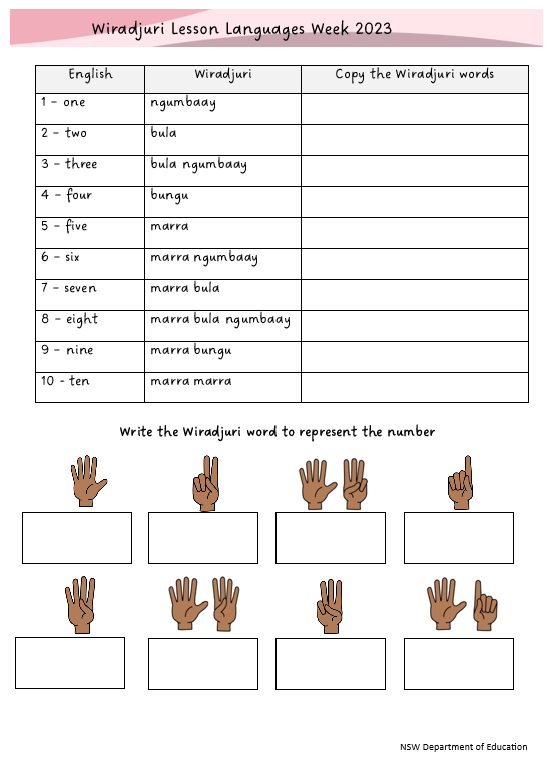 Wiradjuri Lesson Languages Week 2023
English Wiradjuri Copy the Wiradjuri words
1 - one ngumbaay
2 - two bula
3 - three bula ngumbaay
4 - four bungu
5 - five marra
6 - six marra ngumbaay
7 - seven marra bula
8 - eight marra bula ngumbaay
9 - nine marra bungu
10 - ten marra marra
Write the Wiradjuri word to represent the number
NSW Department of Education